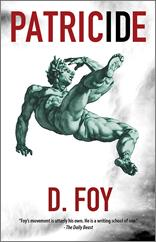 PATRICIDE
D. FOY
"Foy's movement is utterly his own. He is a writing school of one."
- The Daily Beast